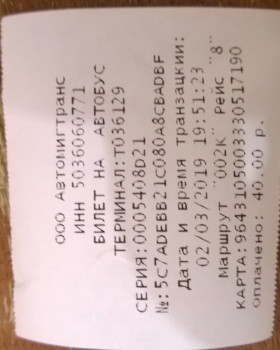 ООО Автомигтранс
ИНН 5036060771
БИЛЕТ НА АВТОБУС
ТЕРМИНАЛ:T036129
СЕРИЯ:0005408D21
№:5C7ADEBB21C080A8CBADBF
Дата и время транзакции:
02/03/2019 19:51:23
Маршрут "002К" Рейс "8"
КАРТА:9643105003330517190
Оплачено: 40.00 р.